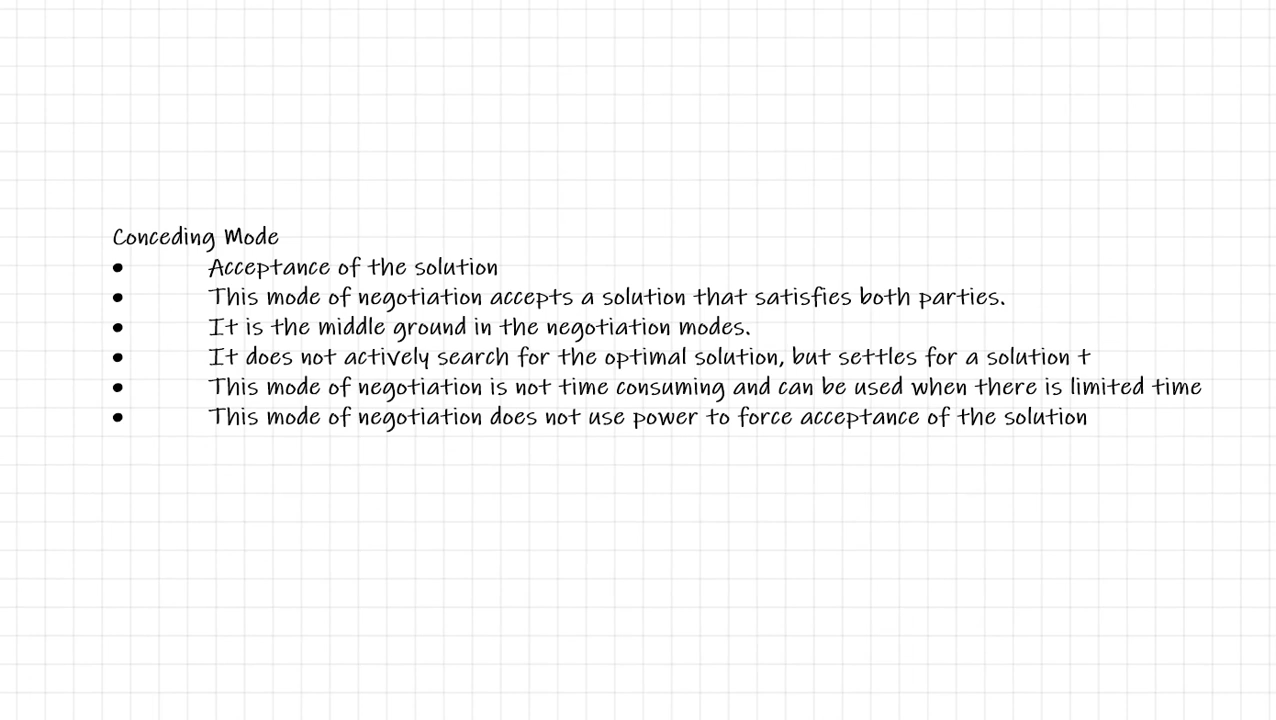 Conceding Mode
• Acceptance of the solution
• This mode of negotiation accepts a solution that satisfies both parties.
• It is the middle ground in the negotiation modes.
• It does not actively search for the optimal solution, but settles for a solution t
• This mode of negotiation is not time consuming and can be used when there is limited time
• This mode of negotiation does not use power to force acceptance of the solution